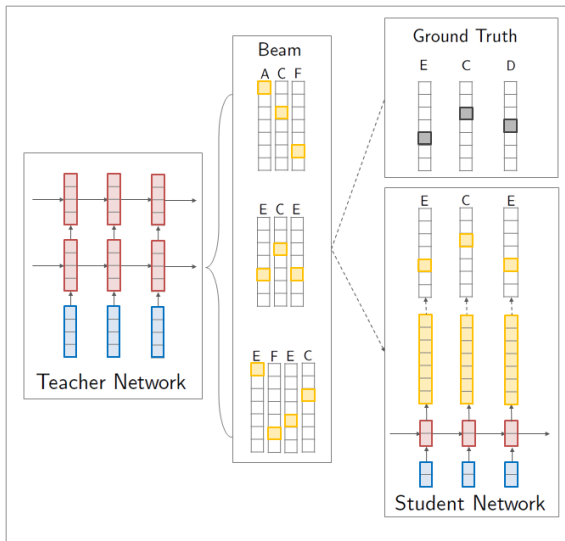 Teacher Network
Beam
A C F
E C E
E F E C
Ground Truth
E C D
E C E
Student Network